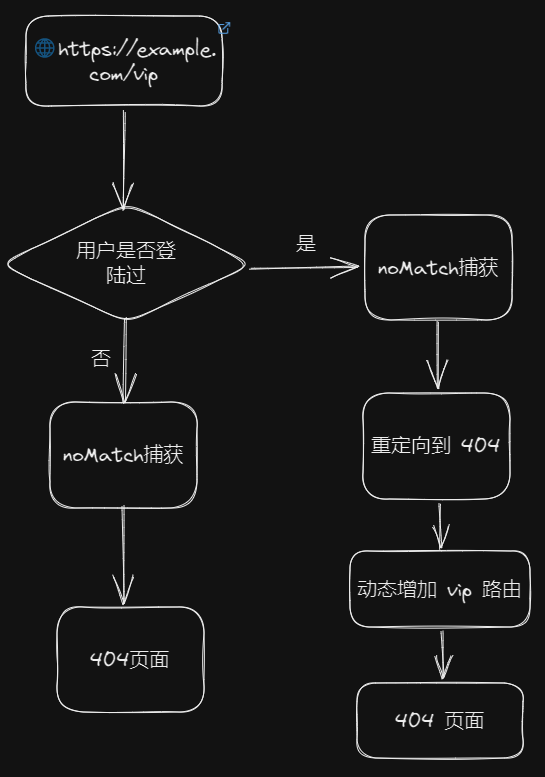 https://example.
com/vip
用户是否登
陆过
是
noMatch捕获
否
重定向到 404
noMatch捕获
动态增加 vip 路由
404页面
404 页面